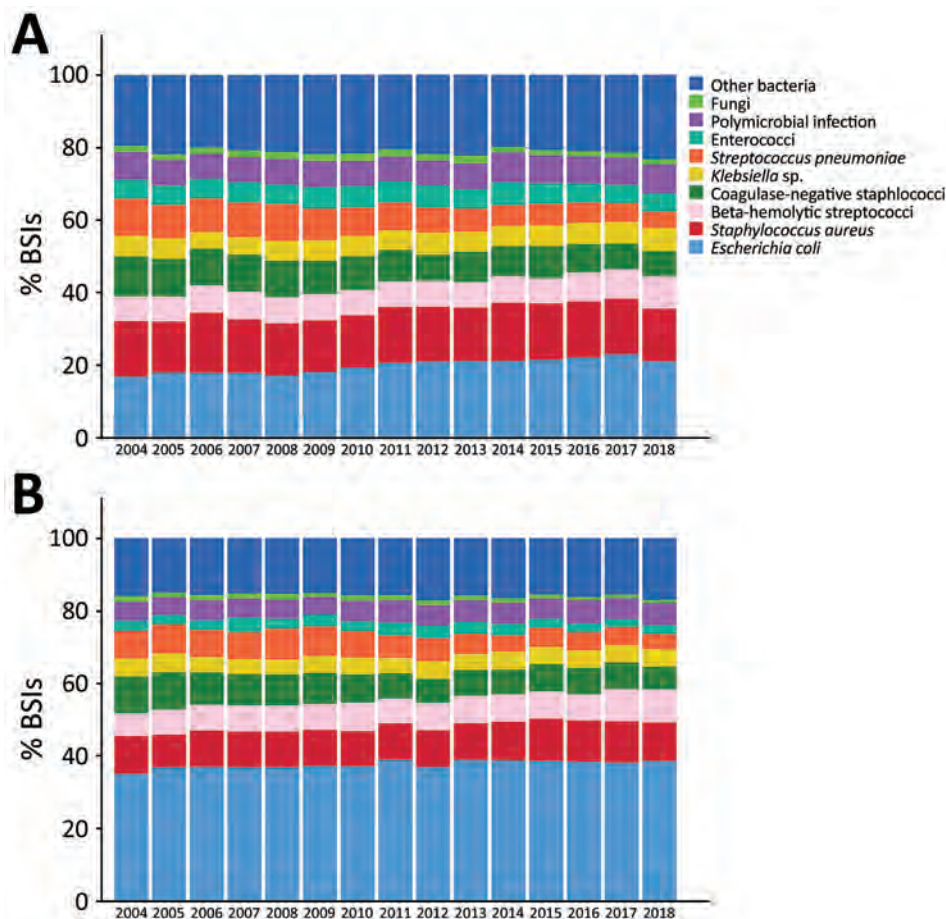 A
100
80
60
40
20
0
% BSIs
Other bacteria
Fungi
Polymicrobial infection
Enterococci
Streptococcus pneumoniae
Klebsiella sp.
Coagulase-negative staphlococci
Beta-hemolytic streptococci
Staphylococcus aureus
Escherichia coli
2004 2005 2006 2007 2008 2009 2010 2011 2012 2013 2014 2015 2016 2017 2018
B
100
80
60
40
20
0
% BSIs
2004 2005 2006 2007 2008 2009 2010 2011 2012 2013 2014 2015 2016 2017 2018